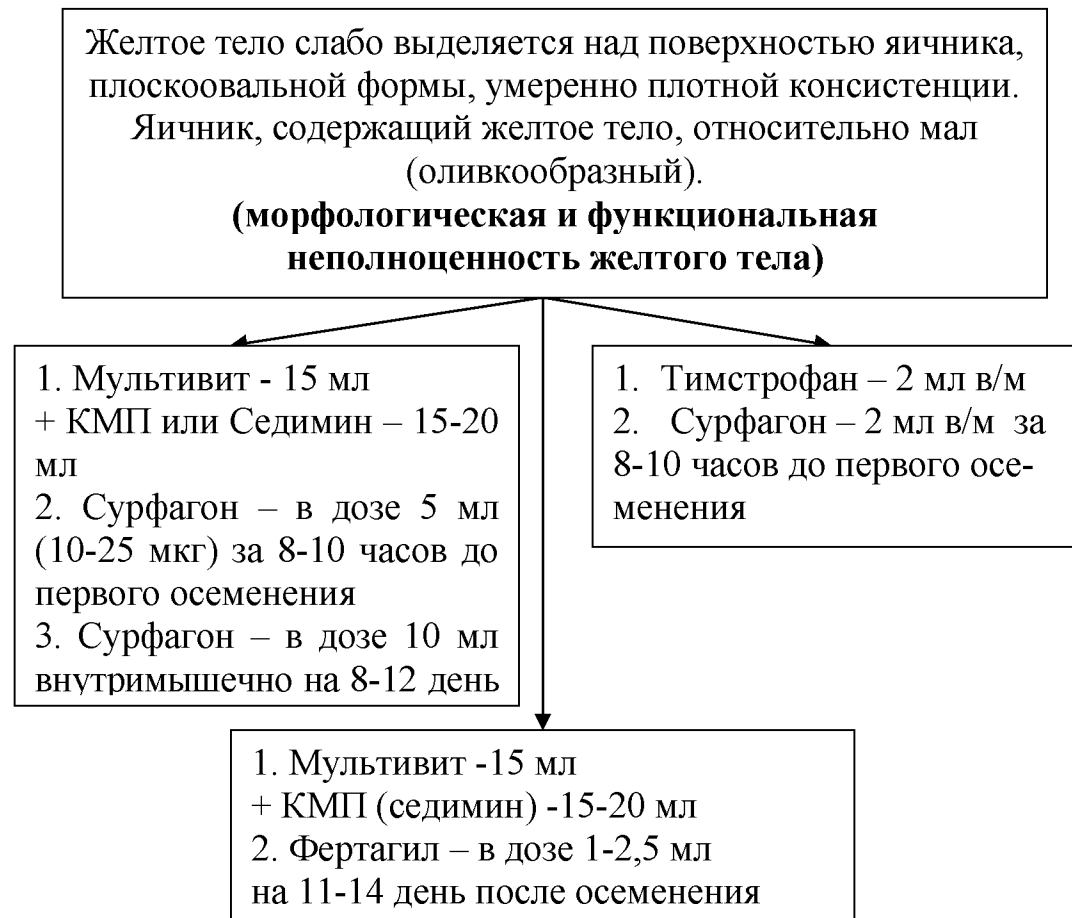 Желтое тело слабо выделяется над поверхностью яичника,
плоскоовальной формы, умеренно плотной консистенции.
Яичник, содержащий желтое тело, относительно мал
(оливкообразный).
(морфологическая и функциональная
неполноценность желтого тела)
1. Мультивит - 15 мл
+ КМП или Седимин – 15-20
мл
2. Сурфагон – в дозе 5 мл
(10-25 мкг) за 8-10 часов до
первого осеменения
3. Сурфагон – в дозе 10 мл
внутримышечно на 8-12 день
1. Тимстрофан – 2 мл в/м
2. Сурфагон – 2 мл в/м за
8-10 часов до первого осе-
менения
1. Мультивит -15 мл
+ КМП (седимин) -15-20 мл
2. Фертагил – в дозе 1-2,5 мл
на 11-14 день после осеменения